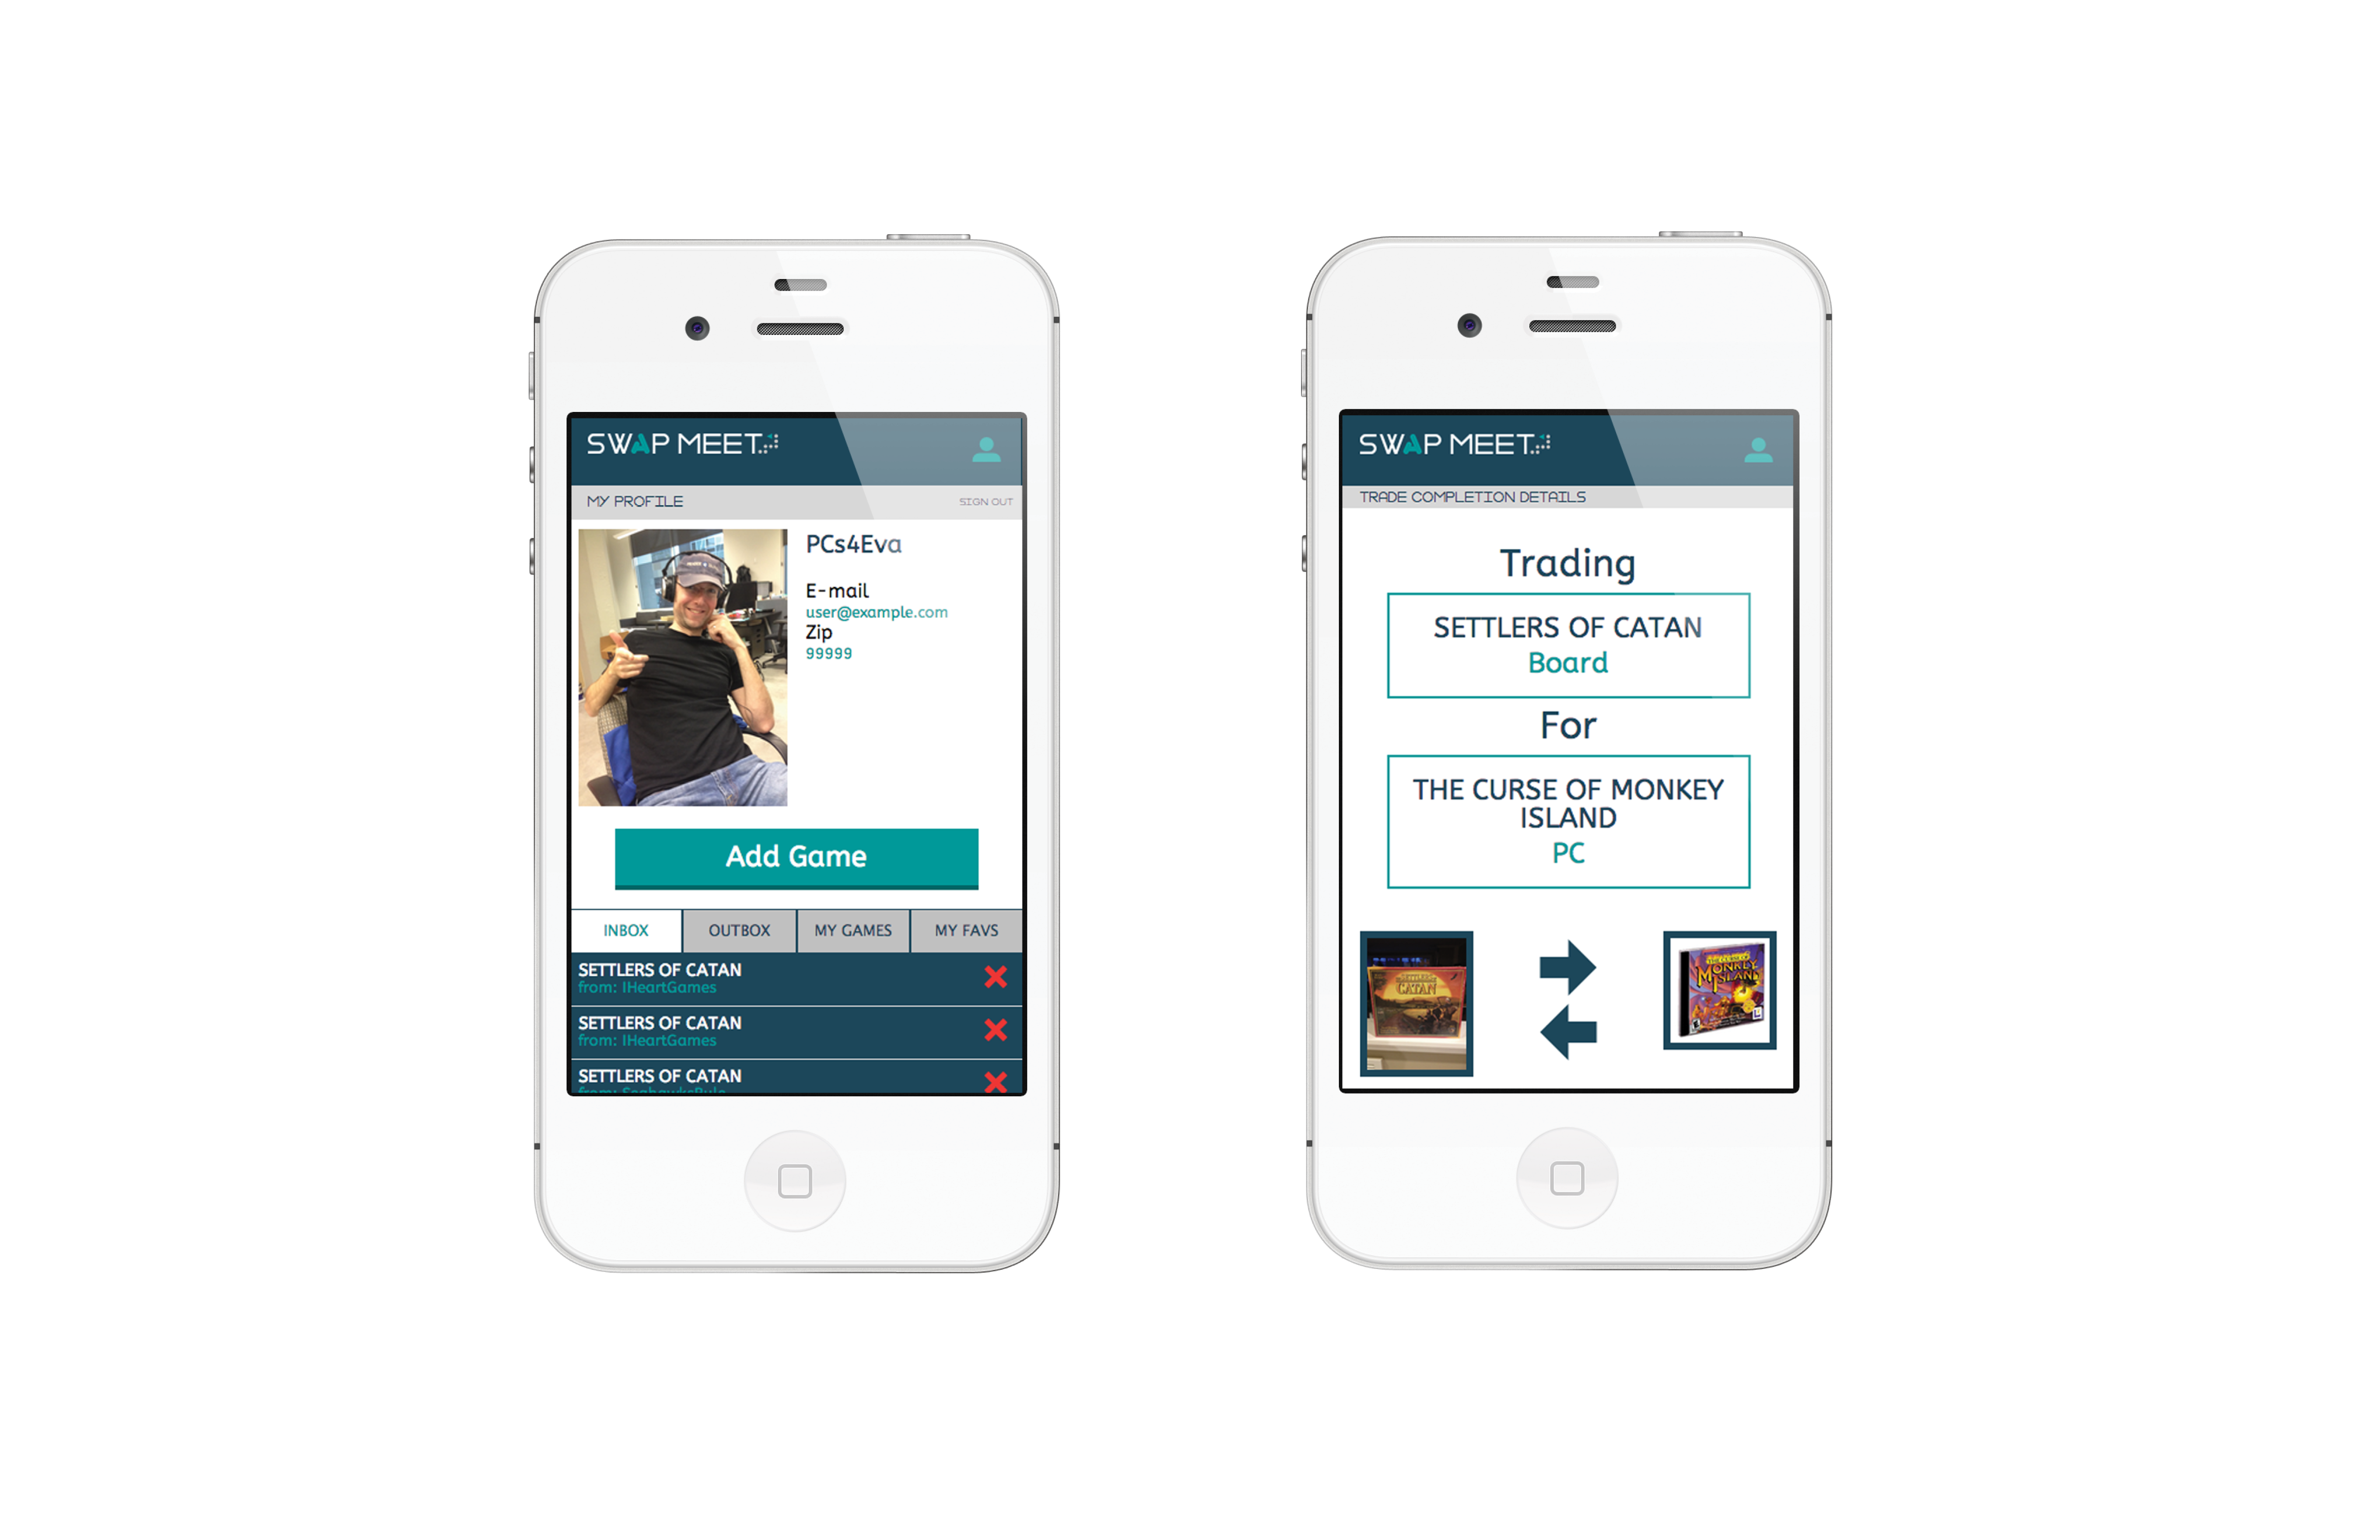 SWAP MEET
MY PROFILE
SIGN OUT
PCs4Eva
E-mail
user@example.com
Zip
99999
Add Game
INBOX
OUTBOX
MY GAMES
MY FAVS
SETTLERS OF CATAN
from: IHeartGames
SETTLERS OF CATAN
from: IHeartGames
SETTLERS OF CATAN
from: SeahawksRule
SWAP MEET
TRADE COMPLETION DETAILS
Trading
SETTLERS OF CATAN
Board
For
THE CURSE OF MONKEY
ISLAND
PC
SETTLERS
CATAN
MONKEY
ISLAND